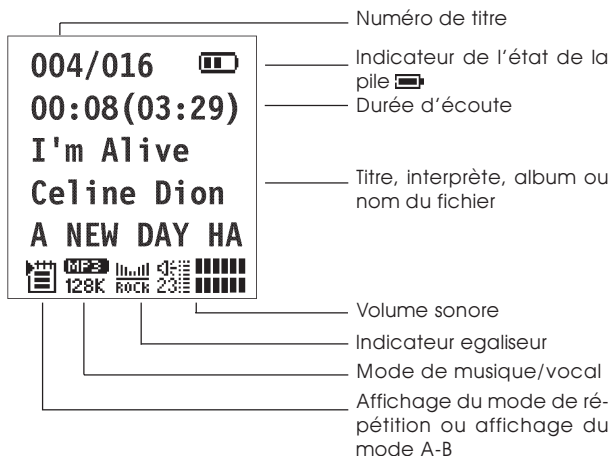 Numéro de titre
004/016
Indicateur de l'état de la
pile
00:08(03:29)
Durée d'écoute
I'm Alive
Celine Dion
Titre, interprète, album ou
nom du fichier
A NEW DAY HA
MP3
128K
ROCK
23
Volume sonore
Indicateur egaliseur
Mode de musique/vocal
Affichage du mode de ré-
pétition ou affichage du
mode A-B